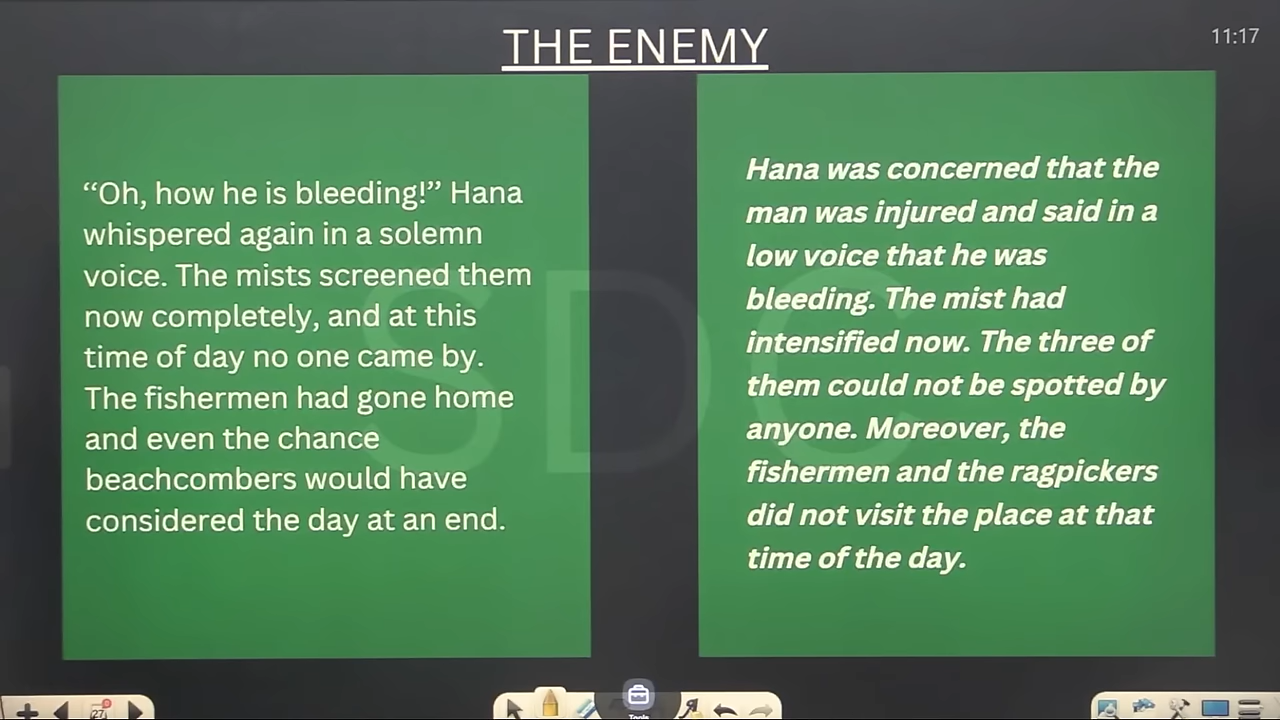 THE ENEMY
11:17
“Oh, how he is bleeding!” Hana
whispered again in a solemn
voice. The mists screened them
now completely, and at this
time of day no one came by.
The fishermen had gone home
and even the chance
beachcombers would have
considered the day at an end.
Hana was concerned that the
man was injured and said in a
low voice that he was
bleeding. The mist had
intensified now. The three of
them could not be spotted by
anyone. Moreover, the
fishermen and the ragpickers
did not visit the place at that
time of the day.
SDC
27
Tools